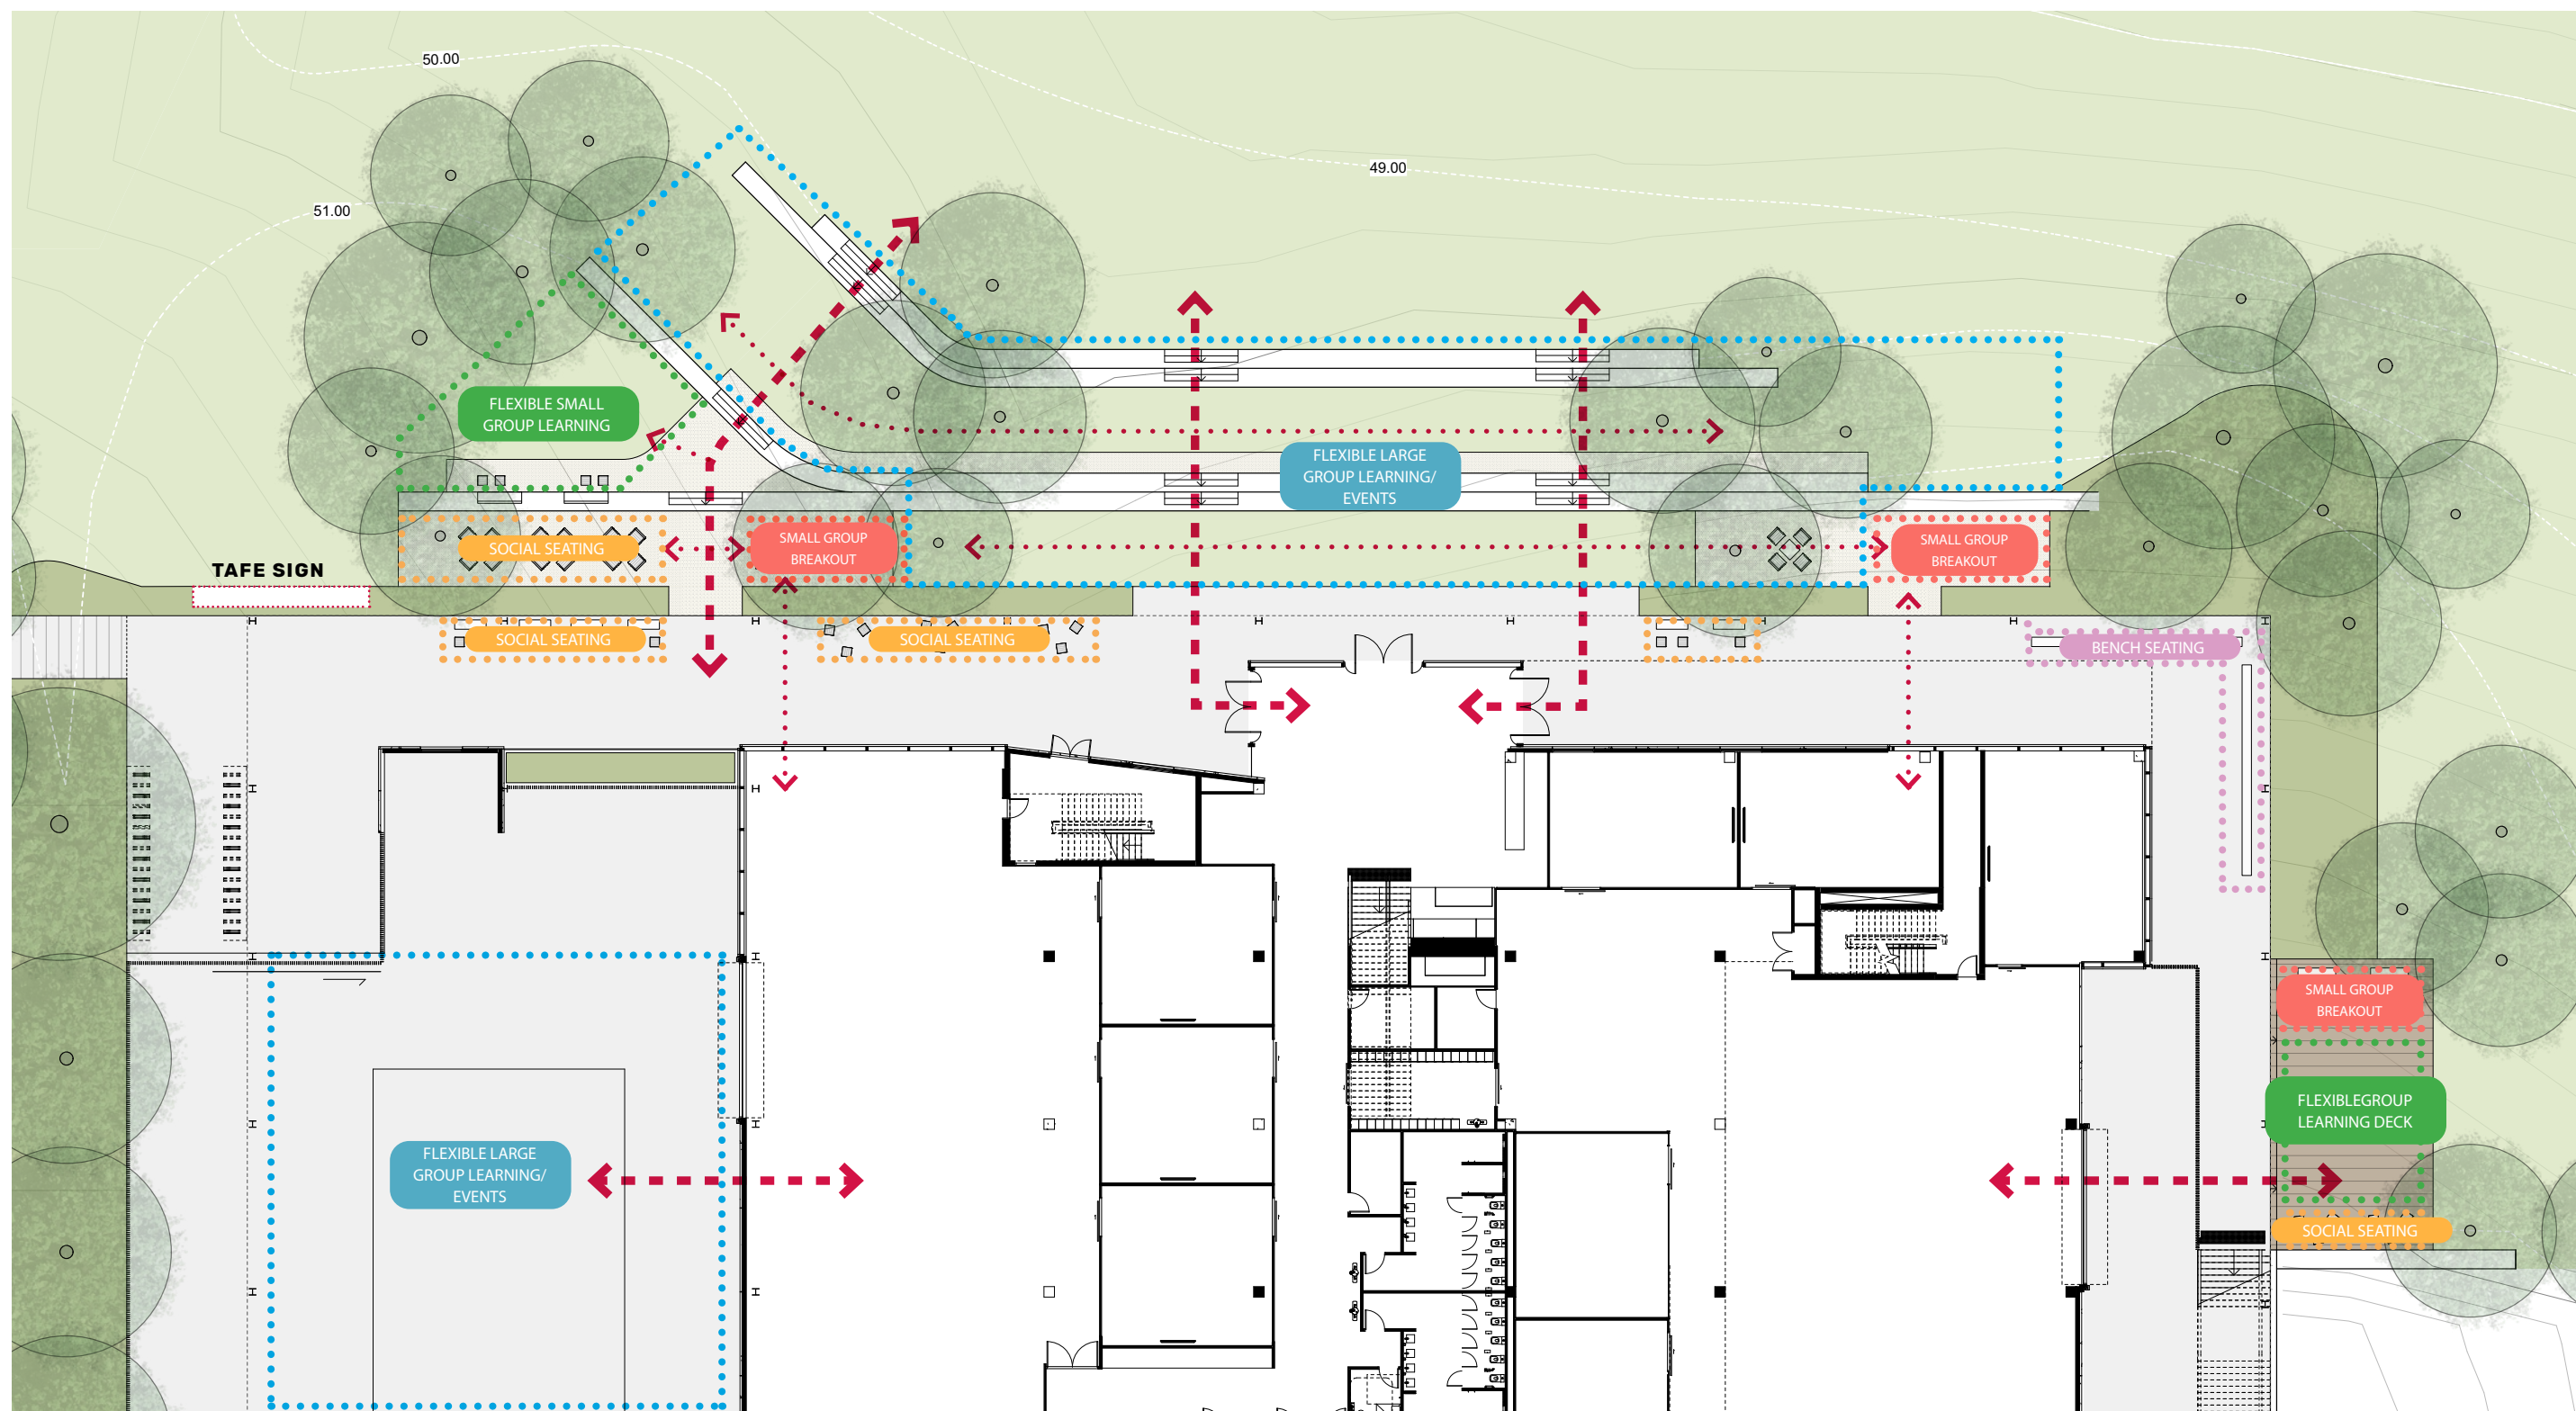 50.00
49.00
51.00
FLEXIBLE SMALL
GROUP LEARNING
FLEXIBLE LARGE
GROUP LEARNING/
EVENTS
SOCIAL SEATING
SMALL GROUP
BREAKOUT
SMALL GROUP
BREAKOUT
TAFE SIGN
SOCIAL SEATING
SOCIAL SEATING
BENCH SEATING
SMALL GROUP
BREAKOUT
FLEXIBLEGROUP
LEARNING DECK
FLEXIBLE LARGE
GROUP LEARNING/
EVENTS
SOCIAL SEATING